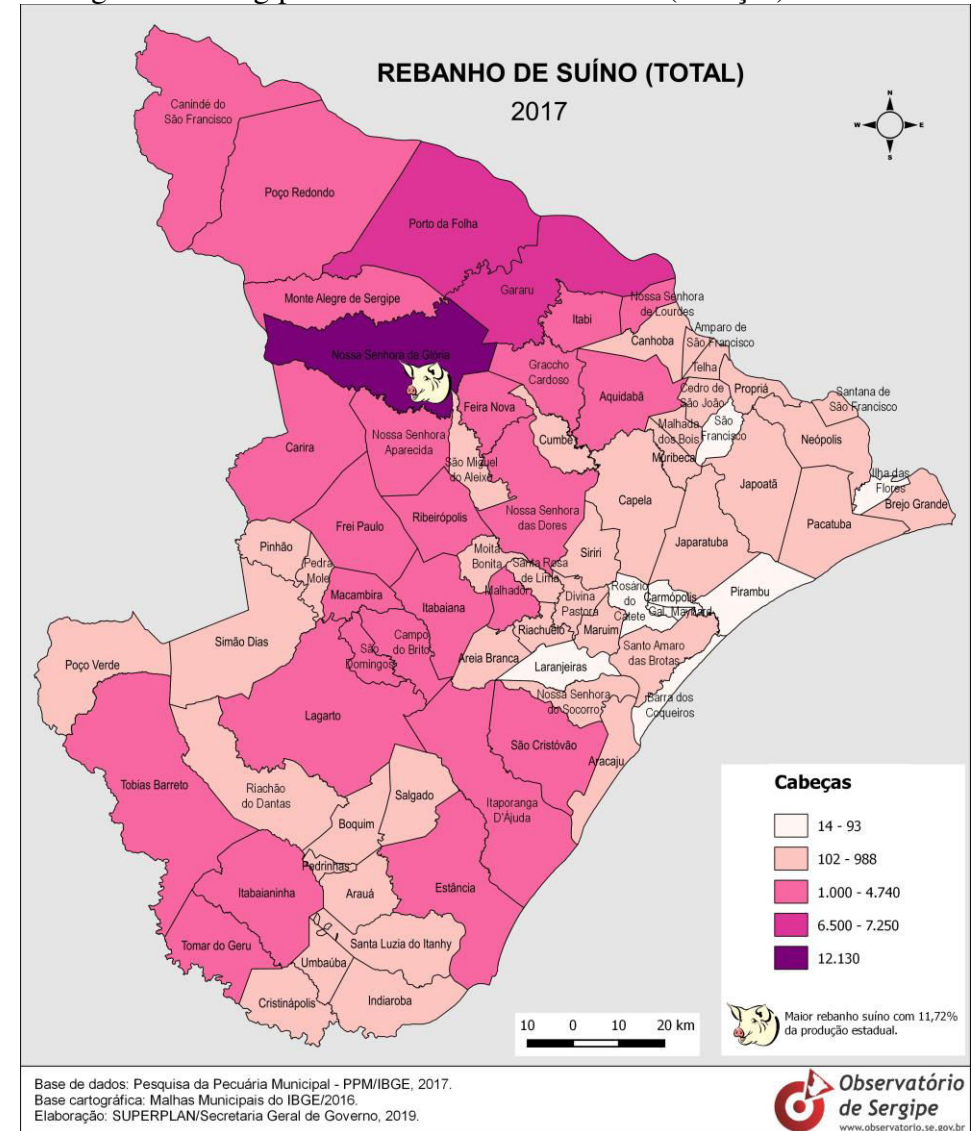 REBANHO DE SUÍNO (TOTAL)
2017
N
W
E
S
Canindé do
São Francisco
Poço Redondo
Porto da Folha
Monte Alegre de Sergipe
Gararu
Nossa Senhora
de Lourdes
Itabi
Nossa Senhora da Glória
Canhoba
Amparo de
São Francisco
Telha
Graccho
Cardoso
Aquidabã
Cedro de
São João
Propriá
Santana de
São Francisco
Feira Nova
Nossa Senhora
Aparecida
Cumbe
Malhada
dos Bois
São
Francisco
Neópolis
Carira
São Miguel
do Aleixo
Muribeca
Ilha das
Flores
Brejo Grande
Japoatã
Capela
Pacatuba
Frei Paulo
Ribeirópolis
Nossa Senhora
das Dores
Japaratuba
Pinhão
Pedra
Mole
Moita
Bonita
Santa Rosa
de Lima
Siriri
Macambira
Itabaiana
Malhador
Divina
Pastora
Rosário
do
Catete
Carmópolis
Gal. Maynard
Pirambu
Simão Dias
Campo
do Brito
São
Domingos
Riachuelo
Maruim
Poço Verde
Areia Branca
Laranjeiras
Santo Amaro
das Brotas
Nossa Senhora
do Socorro
Barra dos
Coqueiros
Lagarto
São Cristóvão
Aracaju
Tobias Barreto
Riachão
do Dantas
Salgado
Itaporanga
D'Ájuda
Boquim
Pedrinhas
Itabaianinha
Arauá
Estância
Tomar do Geru
Santa Luzia do Itanhy
Umbaúba
Cristinápolis
Indiaroba
Cabeças
14 - 93
102 - 988
1.000 - 4.740
6.500 - 7.250
12.130
10 0 10 20 km
Maior rebanho suíno com 11,72%
da produção estadual.
Base de dados: Pesquisa da Pecuária Municipal - PPM/IBGE, 2017.
Base cartográfica: Malhas Municipais do IBGE/2016.
Elaboração: SUPERPLAN/Secretaria Geral de Governo, 2019.
Observatório
de Sergipe
www.observatorio.se.gov.br